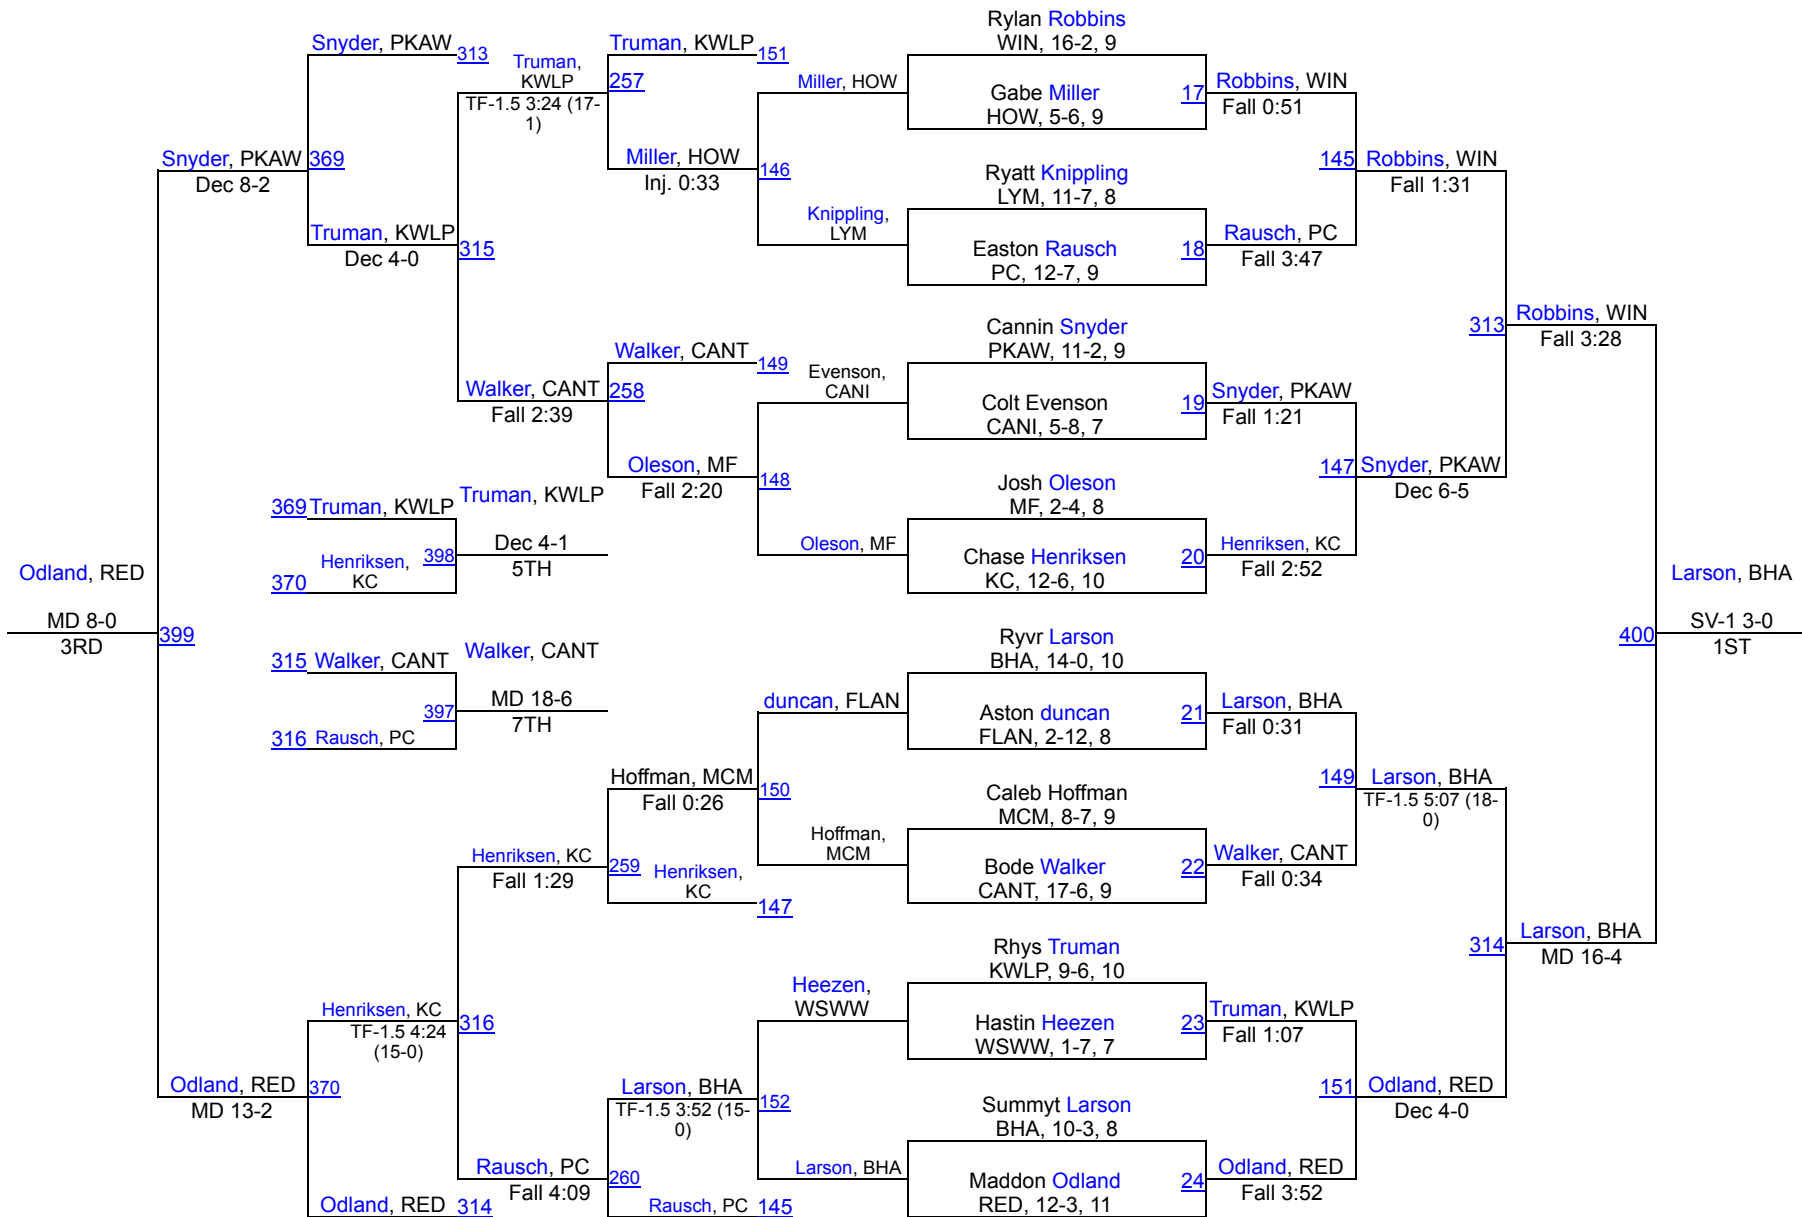 Rylan Robbins
WIN, 16-2, 9
Snyder, PKAW
313
Truman,
KWLP
TF-1.5 3:24 (17-
1)
Truman, KWLP
151
257
Miller, HOW
Gabe Miller
HOW, 5-6, 9
17
Robbins, WIN
Fall 0:51
Snyder, PKAW
Dec 8-2
369
Miller, HOW
Inj. 0:33
146
Ryatt Knippling
LYM, 11-7, 8
145
Robbins, WIN
Fall 1:31
Truman, KWLP
Dec 4-0
315
Knippling,
LYM
Easton Rausch
PC, 12-7, 9
18
Rausch, PC
Fall 3:47
Cannin Snyder
PKAW, 11-2, 9
313
Robbins, WIN
Fall 3:28
Walker, CANT
149
Evenson,
CANI
Walker, CANT
Fall 2:39
258
Colt Evenson
CANI, 5-8, 7
19
Snyder, PKAW
Fall 1:21
Oleson, MF
Fall 2:20
148
Josh Oleson
MF, 2-4, 8
147
Snyder, PKAW
Dec 6-5
369
Truman, KWLP
Truman, KWLP
Henriksen,
KC
370
398
Dec 4-1
5TH
Oleson, MF
Chase Henriksen
KC, 12-6, 10
20
Henriksen, KC
Fall 2:52
Odland, RED
MD 8-0
3RD
399
Larson, BHA
SV-1 3-0
1ST
400
Ryvr Larson
BHA, 14-0, 10
315
Walker, CANT
Walker, CANT
316
Rausch, PC
397
MD 18-6
7TH
duncan, FLAN
Aston duncan
FLAN, 2-12, 8
21
Larson, BHA
Fall 0:31
Hoffman, MCM
Fall 0:26
150
Caleb Hoffman
MCM, 8-7, 9
149
Larson, BHA
TF-1.5 5:07 (18-
0)
Hoffman,
MCM
Henriksen, KC
Fall 1:29
259
Henriksen,
KC
147
Bode Walker
CANT, 17-6, 9
22
Walker, CANT
Fall 0:34
Rhys Truman
KWLP, 9-6, 10
314
Larson, BHA
MD 16-4
Heezen,
WSWW
Henriksen, KC
TF-1.5 4:24
(15-0)
316
Hastin Heezen
WSWW, 1-7, 7
23
Truman, KWLP
Fall 1:07
Odland, RED
MD 13-2
370
Larson, BHA
TF-1.5 3:52 (15-
0)
152
Summyt Larson
BHA, 10-3, 8
151
Odland, RED
Dec 4-0
Rausch, PC
Fall 4:09
260
Larson, BHA
Maddon Odland
RED, 12-3, 11
24
Odland, RED
Fall 3:52
Odland, RED
314
Rausch, PC
145